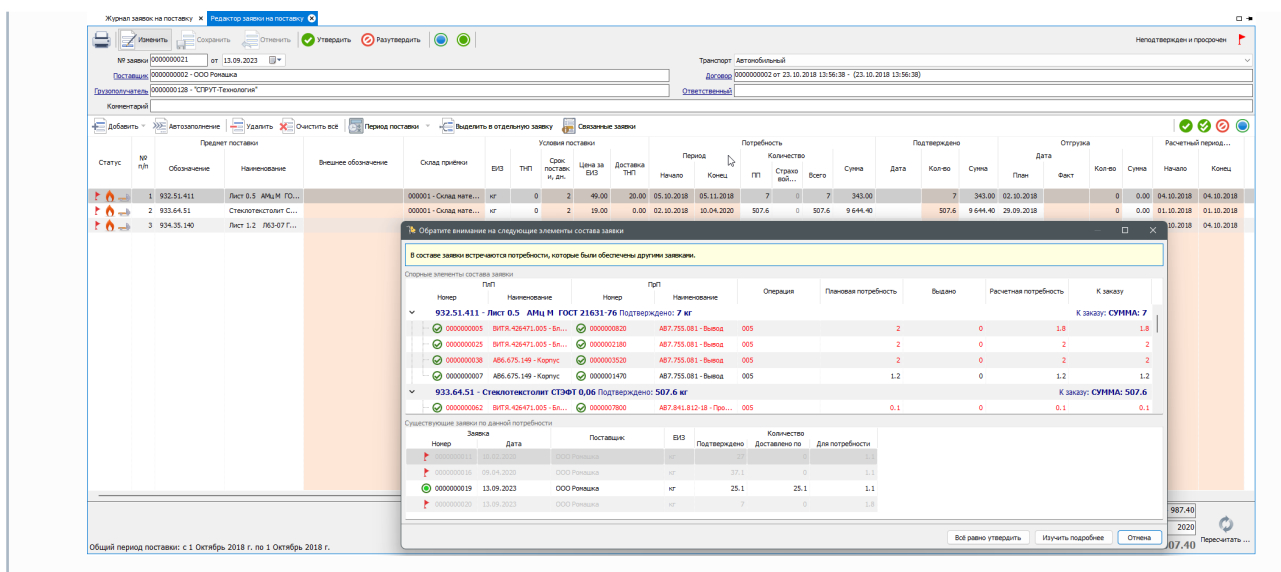 Журнал заявок на поставку × Редактор заявки на поставку
Изменить Сохранить Отменить Утвердить Разутвердить Неподтвержден и просрочен
№ заявки 0000000021 от 13.09.2023 Транспорт Автомобильный
Поставщик 0000000002 - ООО Ромашка Договор 0000000002 от 23.10.2018 13:56:38 - (23.10.2018 13:56:38)
Грузополучатель 0000000128 - "СПРУТ-Технология" Ответственный
Комментарий
Добавить Автозаполнение Удалить Очистить всё Период поставки Выделить в отдельную заявку Связанные заявки
Предмет поставки Условия поставки Потребность Подтверждено Отгрузка Расчетный период...
Статус № п/п Обозначение Наименование Внешнее обозначение Склад приёмки ЕИЗ ТНП Срок поставки, дн. Цена за ЕИЗ Доставка ТНП Период Начало Конец Количество ПП Страховой... Всего Сумма Дата Кол-во Сумма Дата План Факт Кол-во Сумма Начало Конец
1 932.51.411 Лист 0.5 АМц М ГО... 000001 - Склад мате... кг 0 2 49.00 20.00 05.10.2018 05.11.2018 7 0 7 343.00 7 343.00 02.10.2018 0 0.00 04.10.2018 04.10.2018
2 933.64.51 Стеклотекстолит С... 000001 - Склад мате... кг 0 2 19.00 0.00 02.10.2018 10.04.2020 507.6 0 507.6 9 644.40 507.6 9 644.40 29.09.2018 0 0.00 01.10.2018 01.10.2018
3 934.35.140 Лист 1.2 Л63-07 Г... 10.2018 04.10.2018
Обратите внимание на следующие элементы состава заявки
В составе заявки встречаются потребности, которые были обеспечены другими заявками.
Спорные элементы состава заявки
ПлП ПрП Операция Плановая потребность Выдано Расчетная потребность К заказу
Номер Наименование Номер Наименование
932.51.411 - Лист 0.5 АМц М ГОСТ 21631-76 Подтверждено: 7 кг К заказу: СУММА: 7
0000000005 ВИТЯ.426471.005 - Бл... 0000000820 АВ7.755.081 - Вывод 005 2 0 1.8 1.8
0000000025 ВИТЯ.426471.005 - Бл... 0000002180 АВ7.755.081 - Вывод 005 2 0 2 2
0000000038 АВ6.675.149 - Корпус 0000003520 АВ7.755.081 - Вывод 005 2 0 2 2
0000000007 АВ6.675.149 - Корпус 0000001470 АВ7.755.081 - Вывод 005 1.2 0 1.2 1.2
933.64.51 - Стеклотекстолит СТЭФТ 0,06 Подтверждено: 507.6 кг К заказу: СУММА: 507.6
0000000062 ВИТЯ.426471.005 - Бл... 0000007800 АВ7.841.812-18 - Про... 005 0.1 0 0.1 0.1
Существующие заявки по данной потребности
Заявка Поставщик ЕИЗ Количество
Номер Дата Подтверждено Доставлено по Для потребности
0000000011 ООО Ромашка кг 37 0 1.1
0000000016 09.04.2020 ООО Ромашка кг 37.1 0 1.1
0000000019 13.09.2023 ООО Ромашка кг 25.1 25.1 1.1
0000000020 13.09.2023 ООО Ромашка кг 7 0 1.8
Всё равно утвердить Изучить подробнее Отмена
987.40
2020
07.40 Пересчитать ...
Общий период поставки: с 1 Октябрь 2018 г. по 1 Октябрь 2018 г.